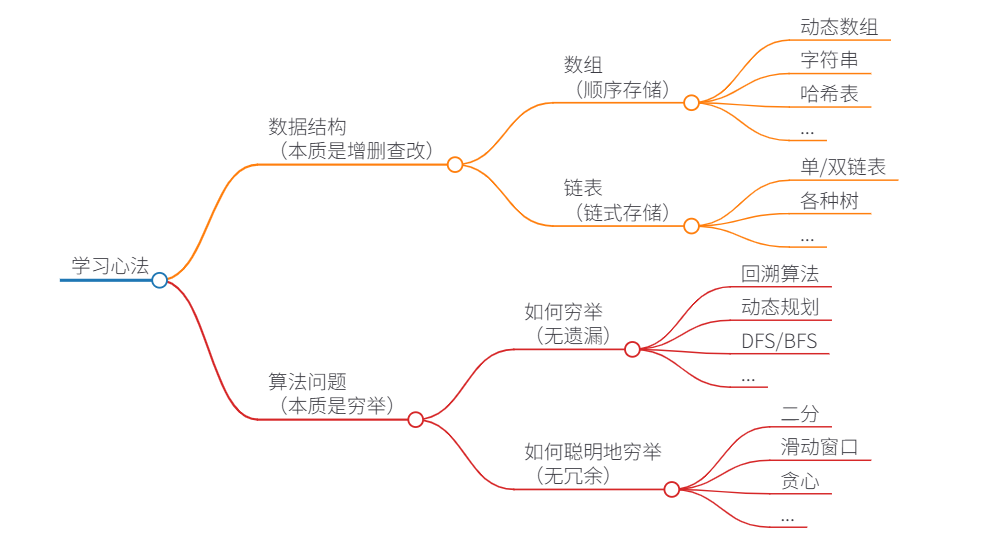 学习心法
数据结构
（本质是增删查改）
数组
（顺序存储）
动态数组
字符串
哈希表
...
链表
（链式存储）
单/双链表
各种树
...
算法问题
（本质是穷举）
如何穷举
（无遗漏）
回溯算法
动态规划
DFS/BFS
...
如何聪明地穷举
（无冗余）
二分
滑动窗口
贪心
...